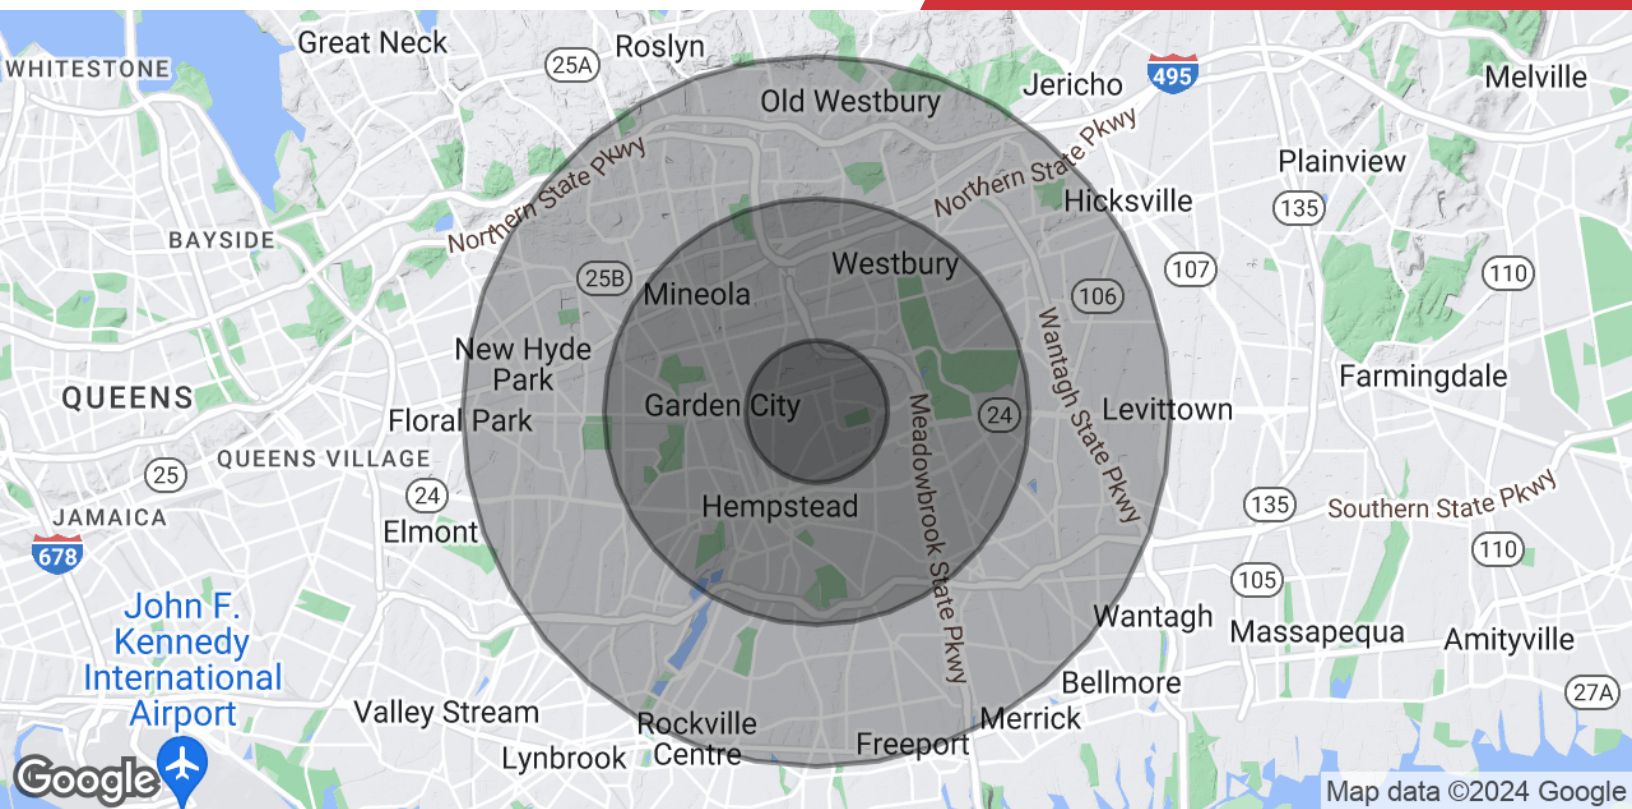 Great Neck
Roslyn
25A
WHITESTONE
Old Westbury
Jericho
495
Melville
Northern State Pkwy
Northern State Pkwy
Plainview
Hicksville
135
BAYSIDE
25B
Mineola
Westbury
107
106
110
New Hyde
Park
Wantagh State Pkwy
QUEENS
Garden City
Floral Park
24
Levittown
Farmingdale
Meadowbrook State Pkwy
QUEENS VILLAGE
25
24
JAMAICA
Elmont
Hempstead
135
Southern State Pkwy
110
678
105
John F.
Kennedy
International
Airport
Wantagh
Massapequa
Amityville
Bellmore
27A
Valley Stream
Rockville
Centre
Merrick
Lynbrook
Freeport
Google
Map data ©2024 Google